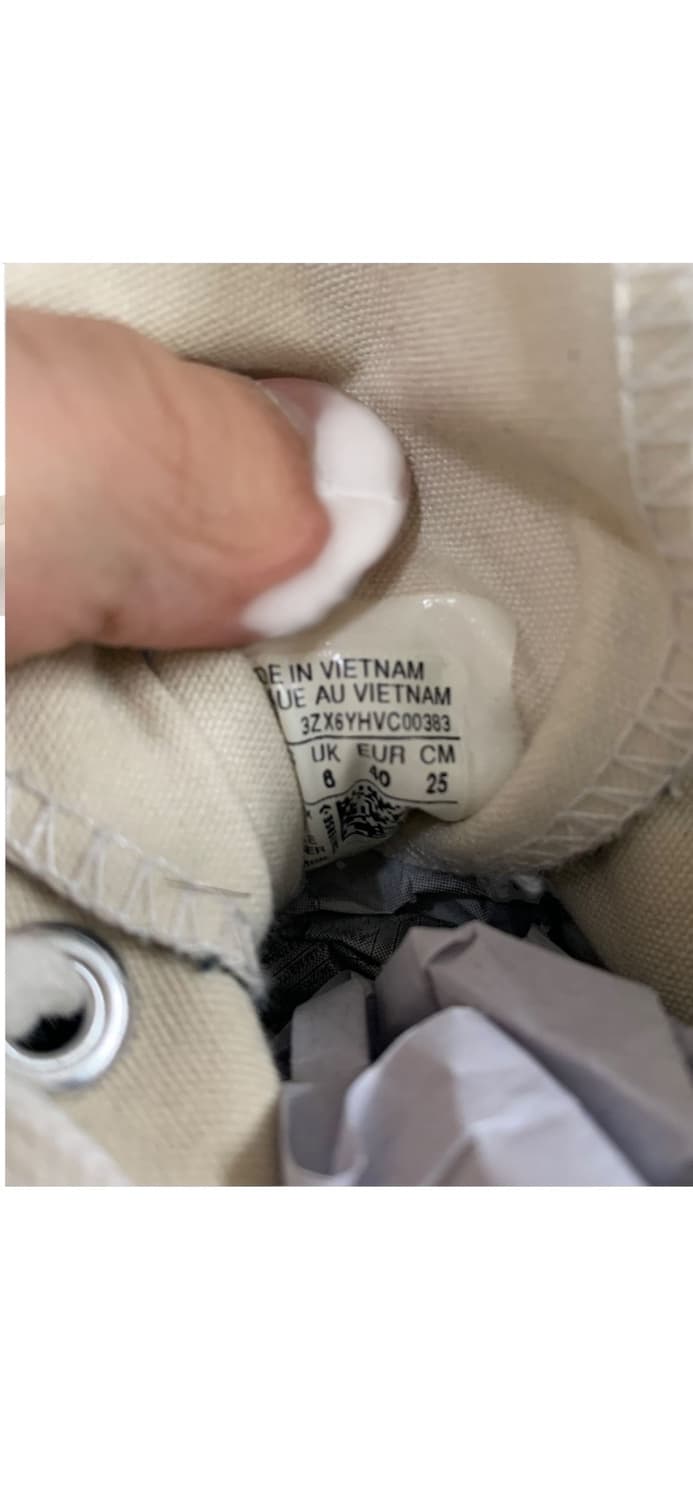 DE IN VIETNAM
UE AU VIETNAM
3ZX6YHVC00383
UK EUR CM
6 40 25